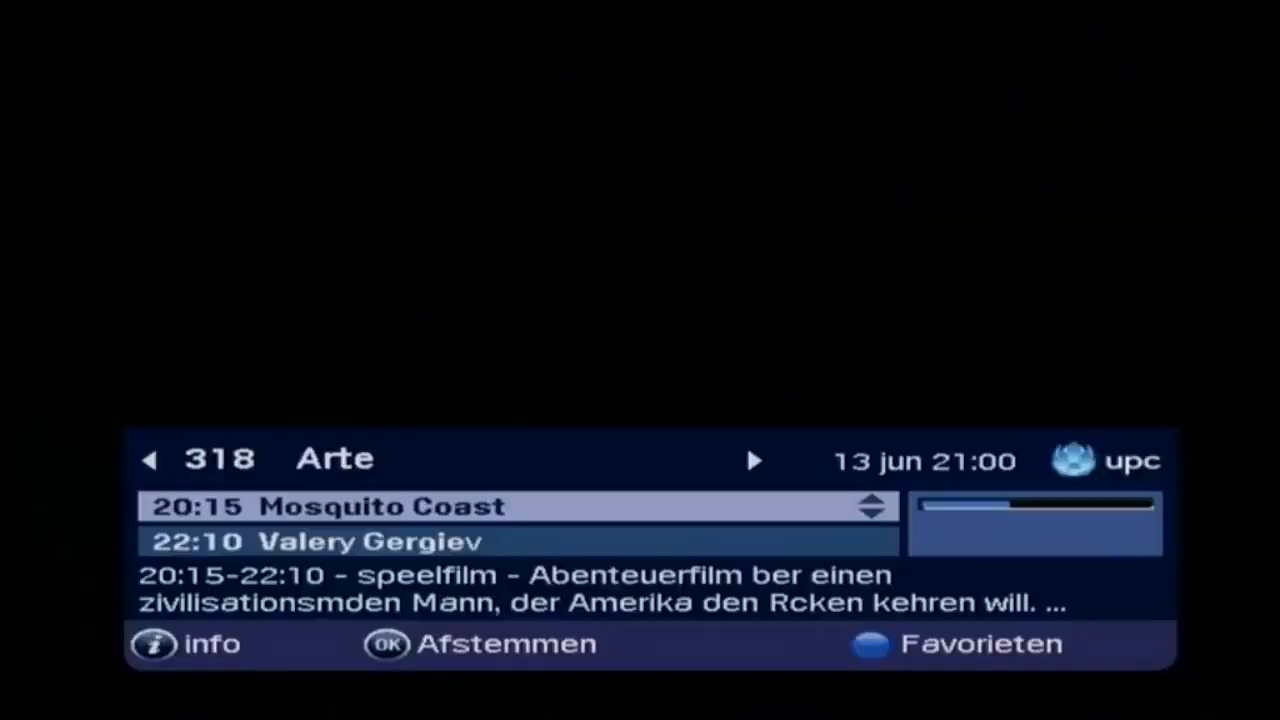 318 Arte 13 jun 21:00 upc
20:15 Mosquito Coast
22:10 Valery Gergiev
20:15-22:10 - speelfilm - Abenteuerfilm ber einen
zivilisationsmden Mann, der Amerika den Rcken kehren will. ...
i info OK Afstemmen Favorieten